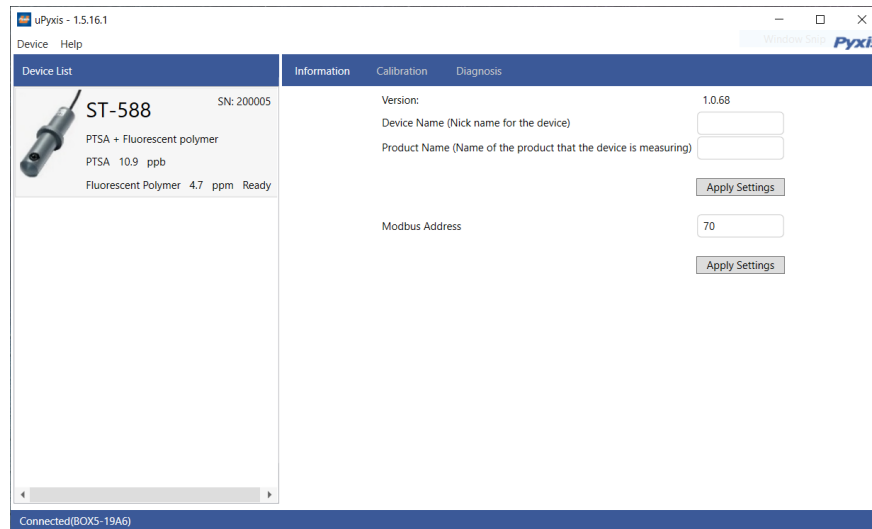 uPyxis - 1.5.16.1
Device Help
Window Snip
Pyxis
Device List
Information Calibration Diagnosis
ST-588
SN: 200005
PTSA + Fluorescent polymer
PTSA 10.9 ppb
Fluorescent Polymer 4.7 ppm Ready
Version: 1.0.68
Device Name (Nick name for the device)
Product Name (Name of the product that the device is measuring)
Apply Settings
Modbus Address 70
Apply Settings
Connected(BOX5-19A6)